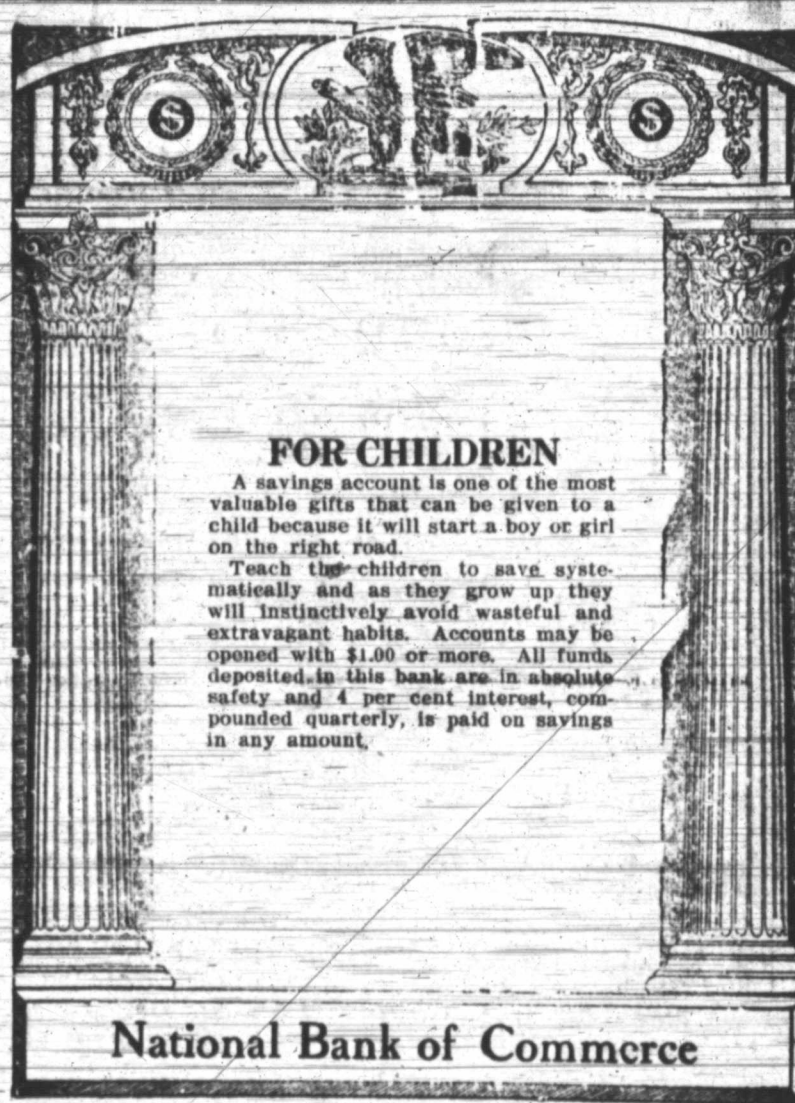 $ $
FOR CHILDREN
A savings account is one of the most
valuable gifts that can be given to a
child because it will start a boy or girl
on the right road.
Teach the children to save syste-
matically and as they grow up they
will instinctively avoid wasteful and
extravagant habits. Accounts may be
opened with $1.00 or more. All funds
deposited in this bank are in absolute
safety and 4 per cent interest, com-
pounded quarterly, is paid on savings
in any amount.
National Bank of Commerce